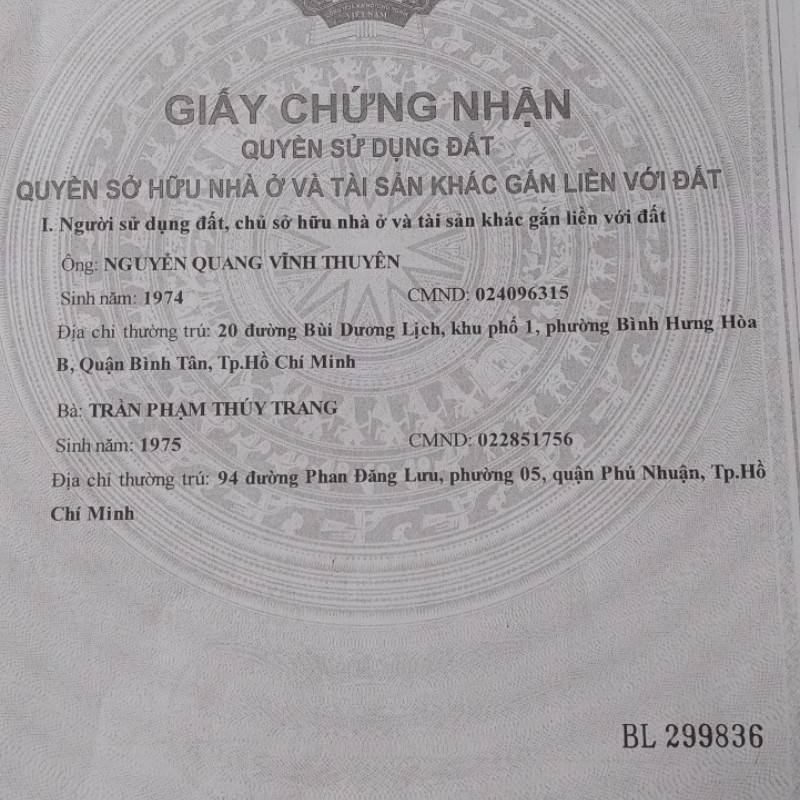 VIỆT NAM
GIẤY CHỨNG NHẬN
QUYỀN SỬ DỤNG ĐẤT
QUYỀN SỞ HỮU NHÀ Ở VÀ TÀI SẢN KHÁC GẮN LIỀN VỚI ĐẤT
I. Người sử dụng đất, chủ sở hữu nhà ở và tài sản khác gắn liền với đất
Ông: NGUYỄN QUANG VĨNH THUYÊN
Sinh năm: 1974 CMND: 024096315
Địa chỉ thường trú: 20 đường Bùi Dương Lịch, khu phố 1, phường Bình Hưng Hòa
B, Quận Bình Tân, Tp.Hồ Chí Minh
Bà: TRẦN PHẠM THÚY TRANG
Sinh năm: 1975 CMND: 022851756
Địa chỉ thường trú: 94 đường Phan Đăng Lưu, phường 05, quận Phú Nhuận, Tp.Hồ
Chí Minh
BL 299836